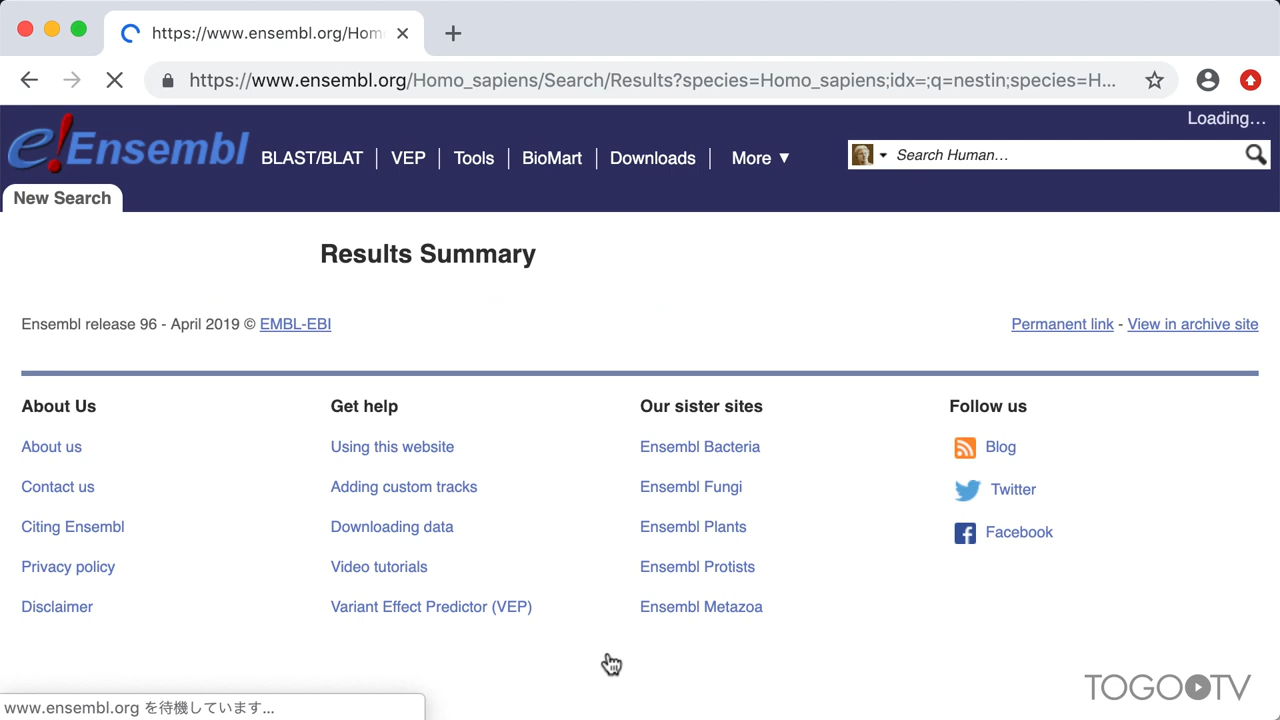 https://www.ensembl.org/Hom
https://www.ensembl.org/Homo_sapiens/Search/Results?species=Homo_sapiens;idx=;q=nestin;species=H...
Loading...
e!Ensembl
BLAST/BLAT | VEP | Tools | BioMart | Downloads | More ▼
Search Human...
New Search
Results Summary
Ensembl release 96 - April 2019 © EMBL-EBI
Permanent link - View in archive site
About Us
About us
Contact us
Citing Ensembl
Privacy policy
Disclaimer
Get help
Using this website
Adding custom tracks
Downloading data
Video tutorials
Variant Effect Predictor (VEP)
Our sister sites
Ensembl Bacteria
Ensembl Fungi
Ensembl Plants
Ensembl Protists
Ensembl Metazoa
Follow us
Blog
Twitter
Facebook
www.ensembl.org を待機しています...
TOGOTV